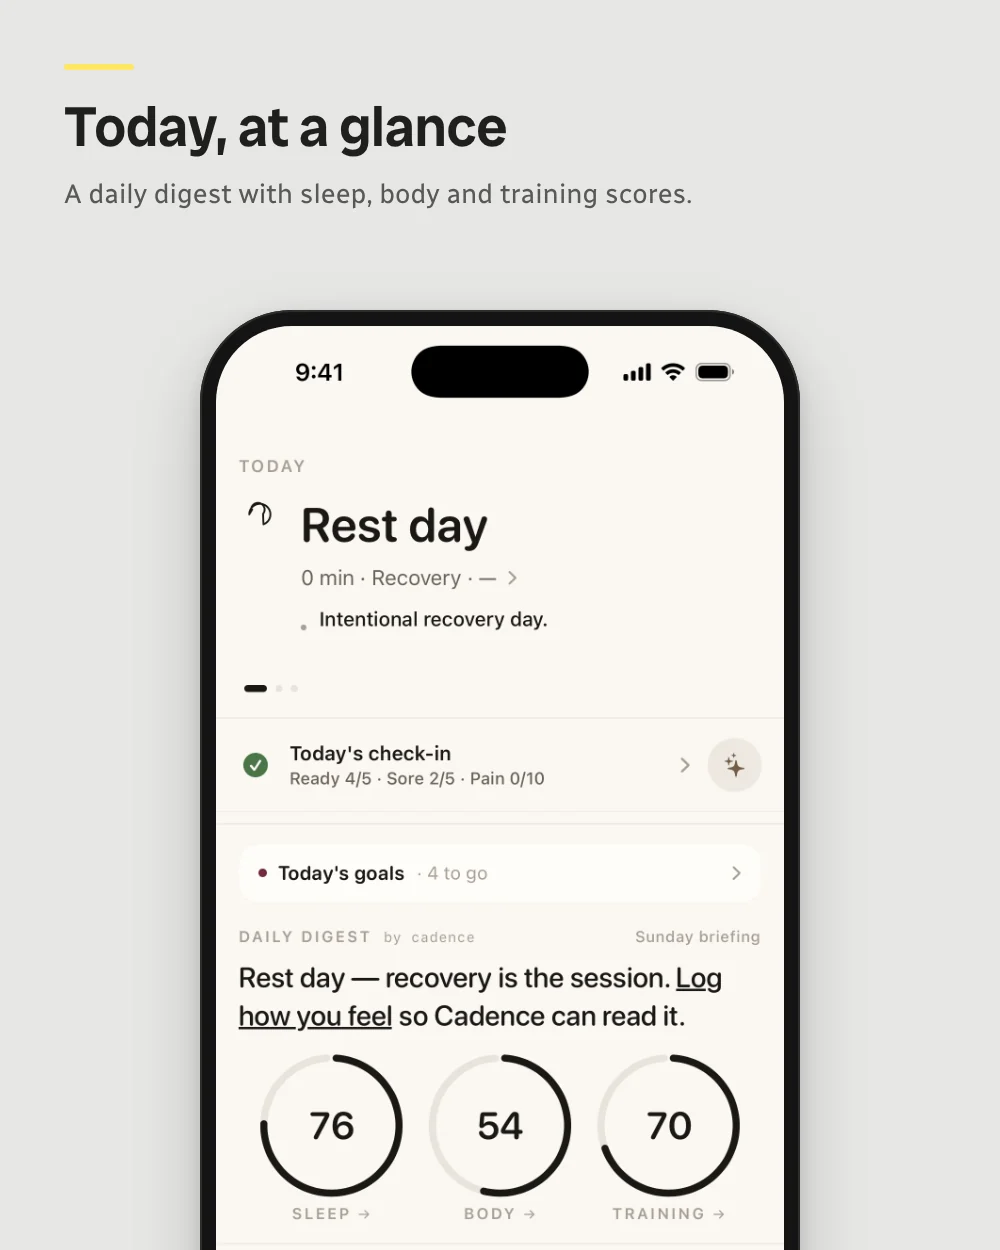 Today, at a glance
A daily digest with sleep, body and training scores.
9:41
TODAY
Rest day
0 min · Recovery · —
Intentional recovery day.
Today's check-in
Ready 4/5 · Sore 2/5 · Pain 0/10
Today's goals · 4 to go
DAILY DIGEST by cadence Sunday briefing
Rest day — recovery is the session. Log
how you feel so Cadence can read it.
76 54 70
SLEEP → BODY → TRAINING →